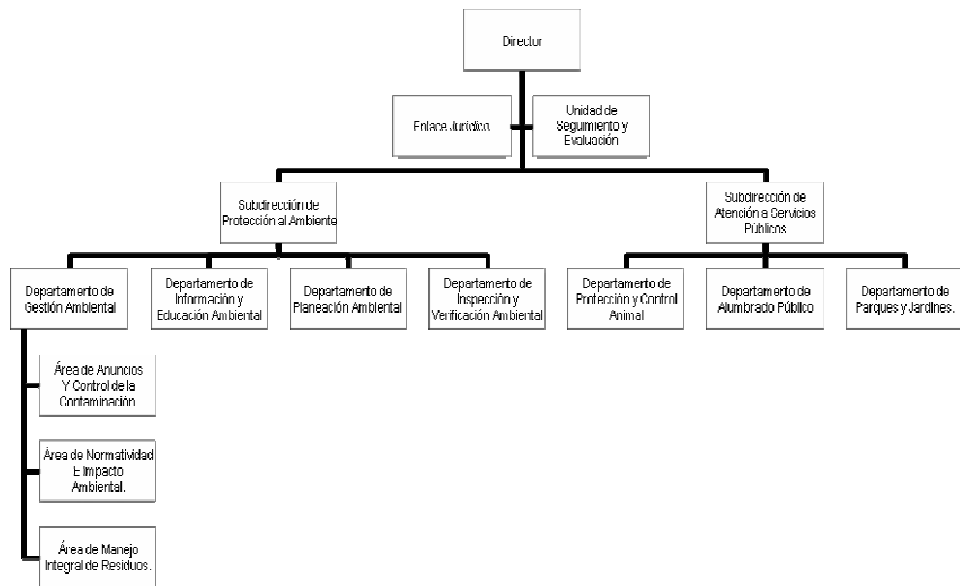 Director
Enlace Jurídico
Unidad de
Seguimiento y
Evaluación
Subdirección de
Protección al Ambiente
Subdirección de
Atención a Servicios
Públicos
Departamento de
Gestión Ambiental
Departamento de
Información y
Educación Ambiental
Departamento de
Planeación Ambiental
Departamento de
Inspección y
Verificación Ambiental
Departamento de
Protección y Control
Animal
Departamento de
Alumbrado Público
Departamento de
Parques y Jardines.
Área de Anuncios
Y Control de la
Contaminación
Área de Normatividad
E Impacto
Ambiental.
Área de Manejo
Integral de Residuos.